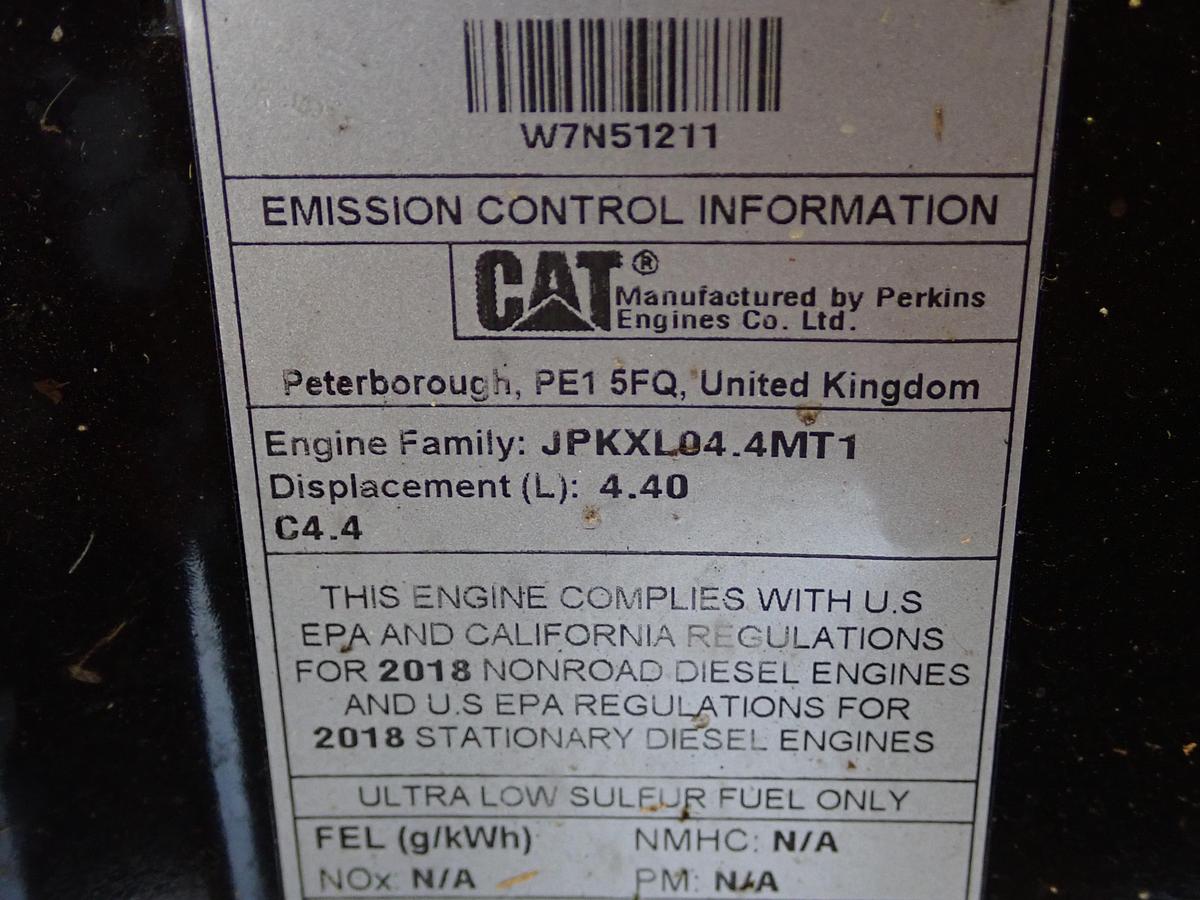 W7N51211
EMISSION CONTROL INFORMATION
CAT®
Manufactured by Perkins
Engines Co. Ltd.
Peterborough, PE1 5FQ, United Kingdom
Engine Family: JPKXL04.4MT1
Displacement (L): 4.40
C4.4
THIS ENGINE COMPLIES WITH U.S
EPA AND CALIFORNIA REGULATIONS
FOR 2018 NONROAD DIESEL ENGINES
AND U.S EPA REGULATIONS FOR
2018 STATIONARY DIESEL ENGINES
ULTRA LOW SULFUR FUEL ONLY
FEL (g/kWh) NMHC: N/A
NOx: N/A PM: N/A